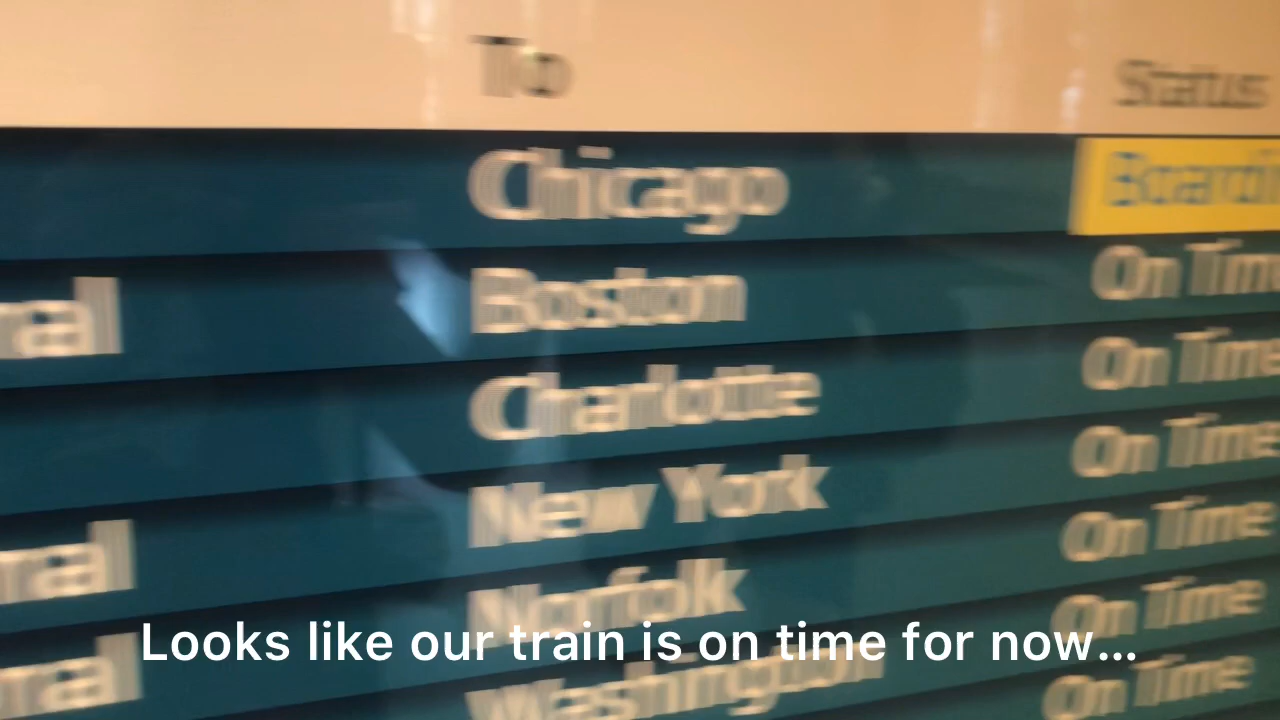 To Status
Chicago
Boston On Time
Charlotte On Time
New York On Time
Norfolk On Time
Washington On Time
On Time
Looks like our train is on time for now...